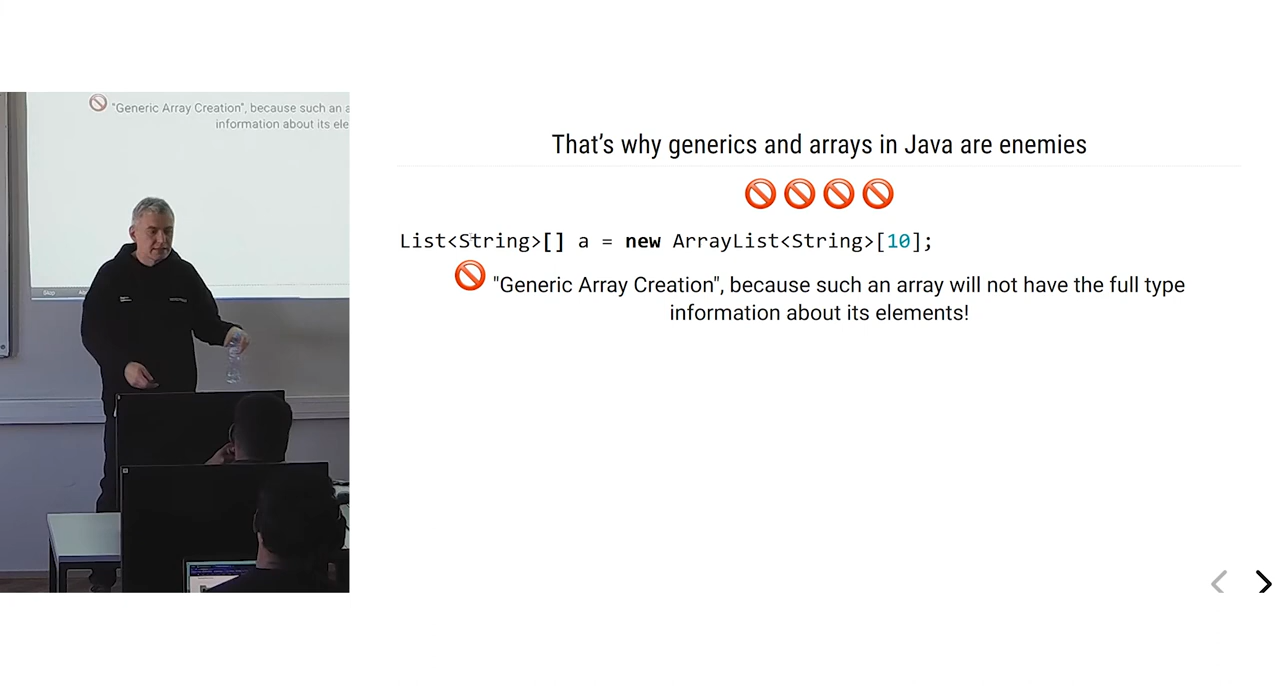 "Generic Array Creation", because such an a
information about its ele
That's why generics and arrays in Java are enemies
List<String>[] a = new ArrayList<String>[10];
"Generic Array Creation", because such an array will not have the full type
information about its elements!